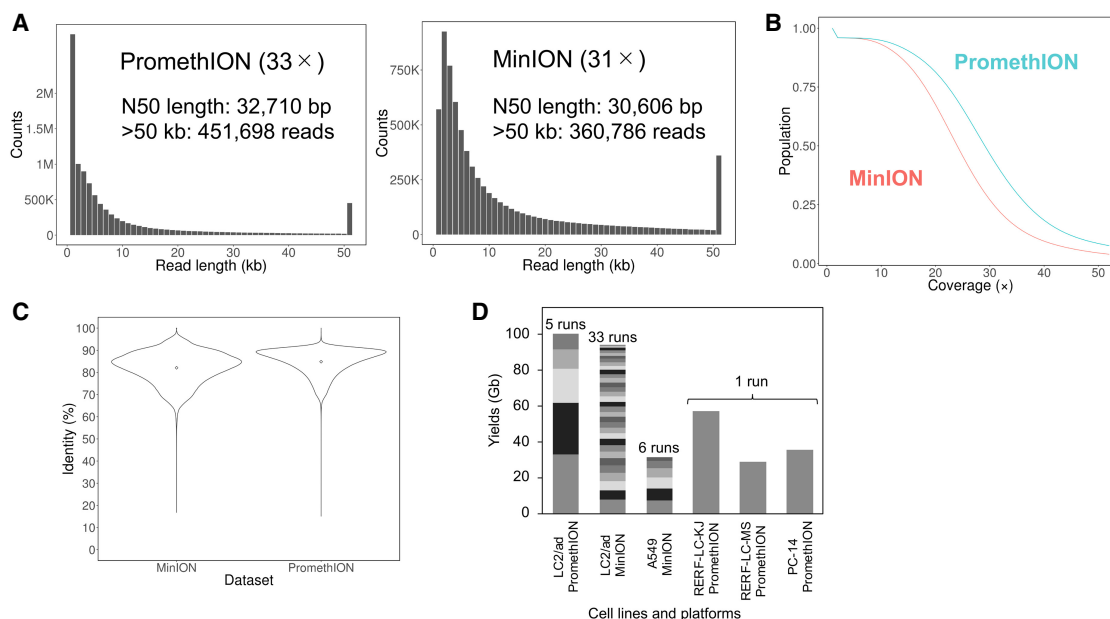 A
PromethION (33×)
N50 length: 32,710 bp
>50 kb: 451,698 reads
Counts
2M
1.5M
1M
500K
0
0 10 20 30 40 50
Read length (kb)
MinION (31×)
N50 length: 30,606 bp
>50 kb: 360,786 reads
Counts
750K
500K
250K
0
0 10 20 30 40 50
Read length (kb)
B
PromethION
MinION
Population
1.00
0.75
0.50
0.25
0.00
0 10 20 30 40 50
Coverage (×)
C
Identity (%)
100
90
80
70
60
50
40
30
20
10
0
MinION PromethION
Dataset
D
Yields (Gb)
100
80
60
40
20
0
5 runs
33 runs
6 runs
1 run
LC2/ad
PromethION
LC2/ad
MinION
A549
MinION
RERF-LC-KJ
PromethION
RERF-LC-MS
PromethION
PC-14
PromethION
Cell lines and platforms